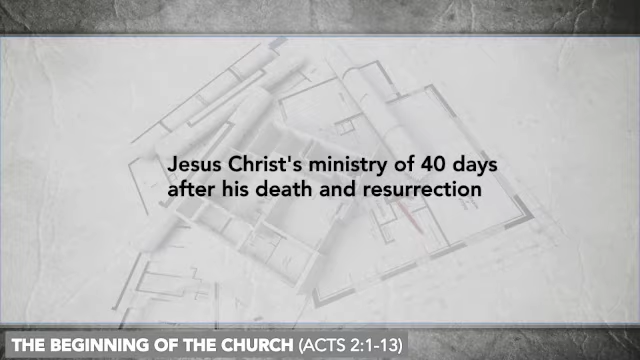 Jesus Christ's ministry of 40 days
after his death and resurrection
THE BEGINNING OF THE CHURCH (ACTS 2:1-13)